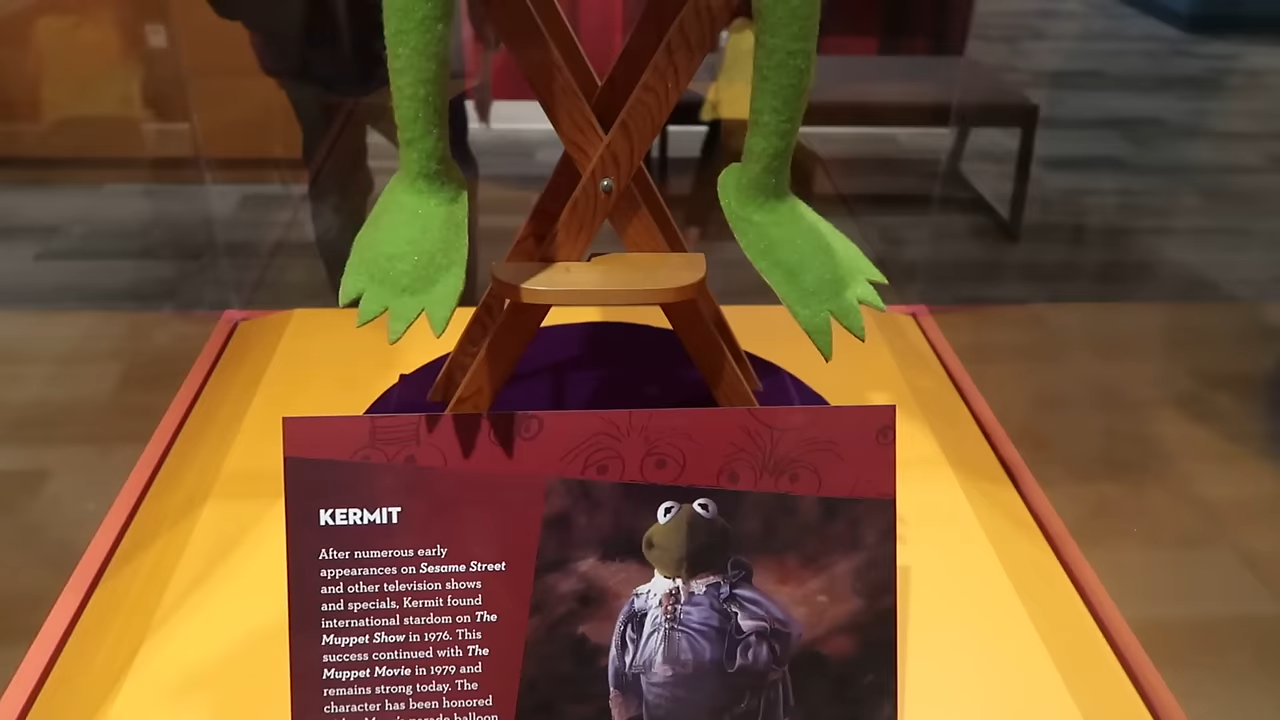 KERMIT
After numerous early
appearances on Sesame Street
and other television shows
and specials, Kermit found
international stardom on The
Muppet Show in 1976. This
success continued with The
Muppet Movie in 1979 and
remains strong today. The
character has been honored
parade balloon